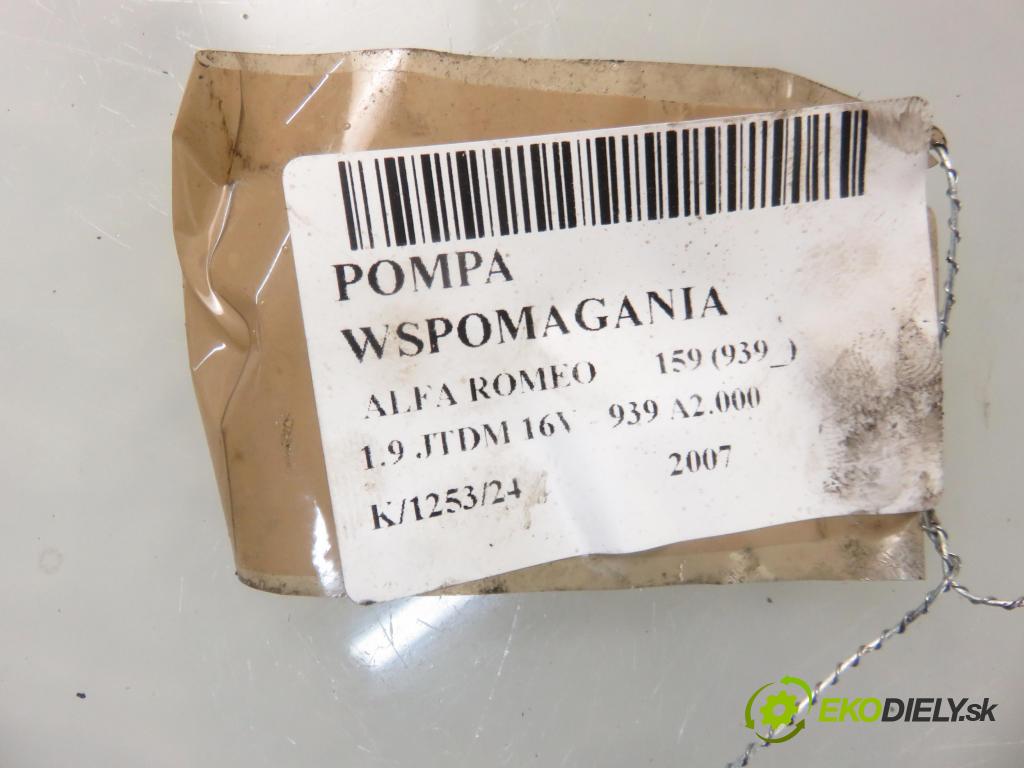 POMPA
WSPOMAGANIA
ALFA ROMEO 159 (939_)
1.9 JTDM 16V 939 A2.000
2007
K/1253/24
EKODIELY.sk